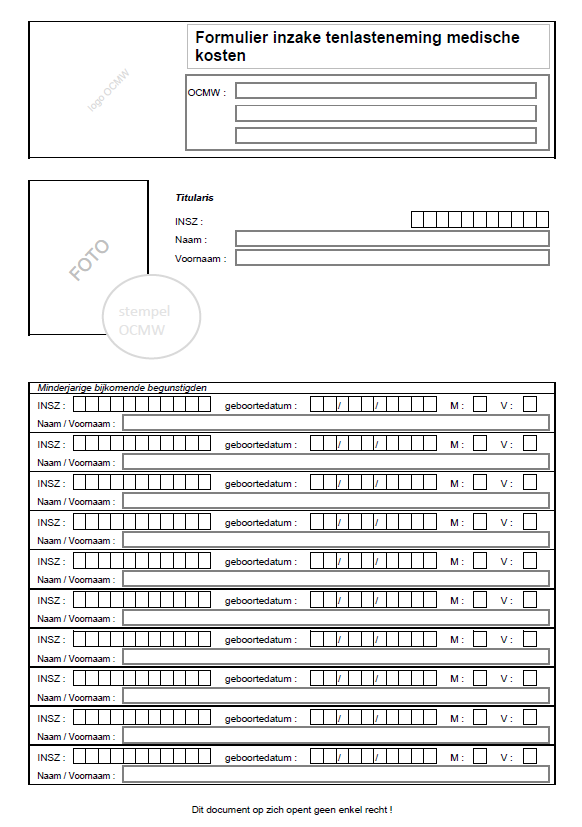 Formulier inzake tenlasteneming medische
kosten
logo OCMW
OCMW :
Titularis
INSZ :
Naam :
Voornaam :
FOTO
stempel
OCMW
Minderjarige bijkomende begunstigden
INSZ : geboortedatum : / / M : V :
Naam / Voornaam :
INSZ : geboortedatum : / / M : V :
Naam / Voornaam :
INSZ : geboortedatum : / / M : V :
Naam / Voornaam :
INSZ : geboortedatum : / / M : V :
Naam / Voornaam :
INSZ : geboortedatum : / / M : V :
Naam / Voornaam :
INSZ : geboortedatum : / / M : V :
Naam / Voornaam :
INSZ : geboortedatum : / / M : V :
Naam / Voornaam :
INSZ : geboortedatum : / / M : V :
Naam / Voornaam :
INSZ : geboortedatum : / / M : V :
Naam / Voornaam :
INSZ : geboortedatum : / / M : V :
Naam / Voornaam :
Dit document op zich opent geen enkel recht !